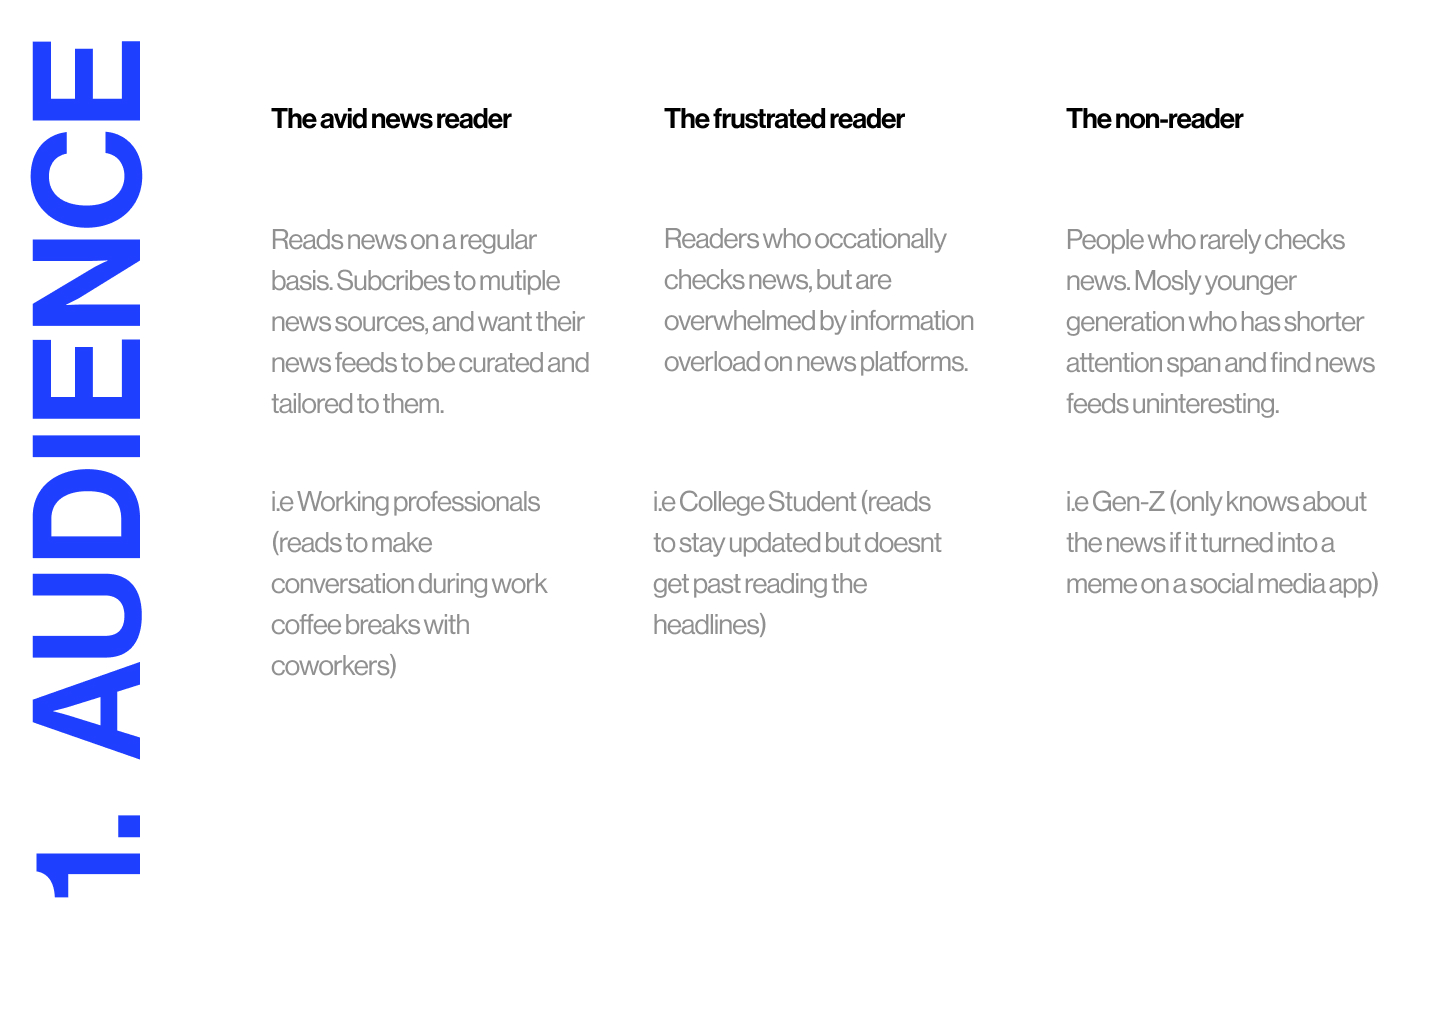 1. AUDIENCE
The avid news reader
Reads news on a regular
basis. Subcribes to mutiple
news sources, and want their
news feeds to be curated and
tailored to them.
i.e Working professionals
(reads to make
conversation during work
coffee breaks with
coworkers)
The frustrated reader
Readers who occationally
checks news, but are
overwhelmed by information
overload on news platforms.
i.e College Student (reads
to stay updated but doesnt
get past reading the
headlines)
The non-reader
People who rarely checks
news. Mosly younger
generation who has shorter
attention span and find news
feeds uninteresting.
i.e Gen-Z (only knows about
the news if it turned into a
meme on a social media app)